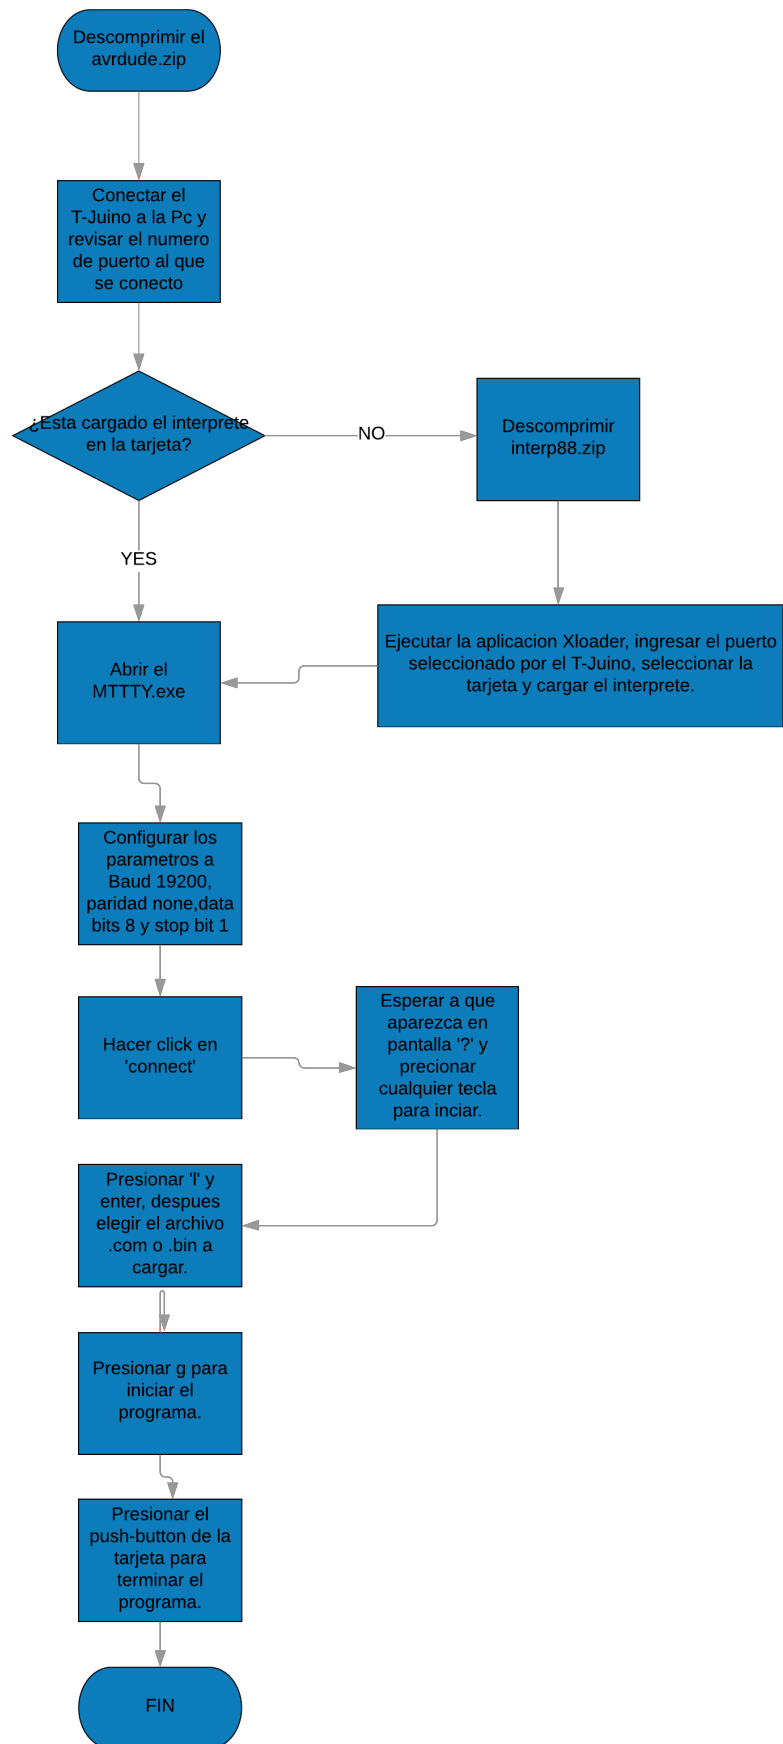 Descomprimir el
avrdude.zip
Conectar el
T-Juino a la Pc y
revisar el numero
de puerto al que
se conecto
¿Esta cargado el interprete
en la tarjeta?
NO
Descomprimir
interp88.zip
YES
Ejecutar la aplicacion Xloader, ingresar el puerto
seleccionado por el T-Juino, seleccionar la
tarjeta y cargar el interprete.
Abrir el
MTTTY.exe
Configurar los
parametros a
Baud 19200,
paridad none,data
bits 8 y stop bit 1
Hacer click en
'connect'
Esperar a que
aparezca en
pantalla '?' y
precionar
cualquier tecla
para inciar.
Presionar 'l' y
enter, despues
elegir el archivo
.com o .bin a
cargar.
Presionar g para
iniciar el
programa.
Presionar el
push-button de la
tarjeta para
terminar el
programa.
FIN